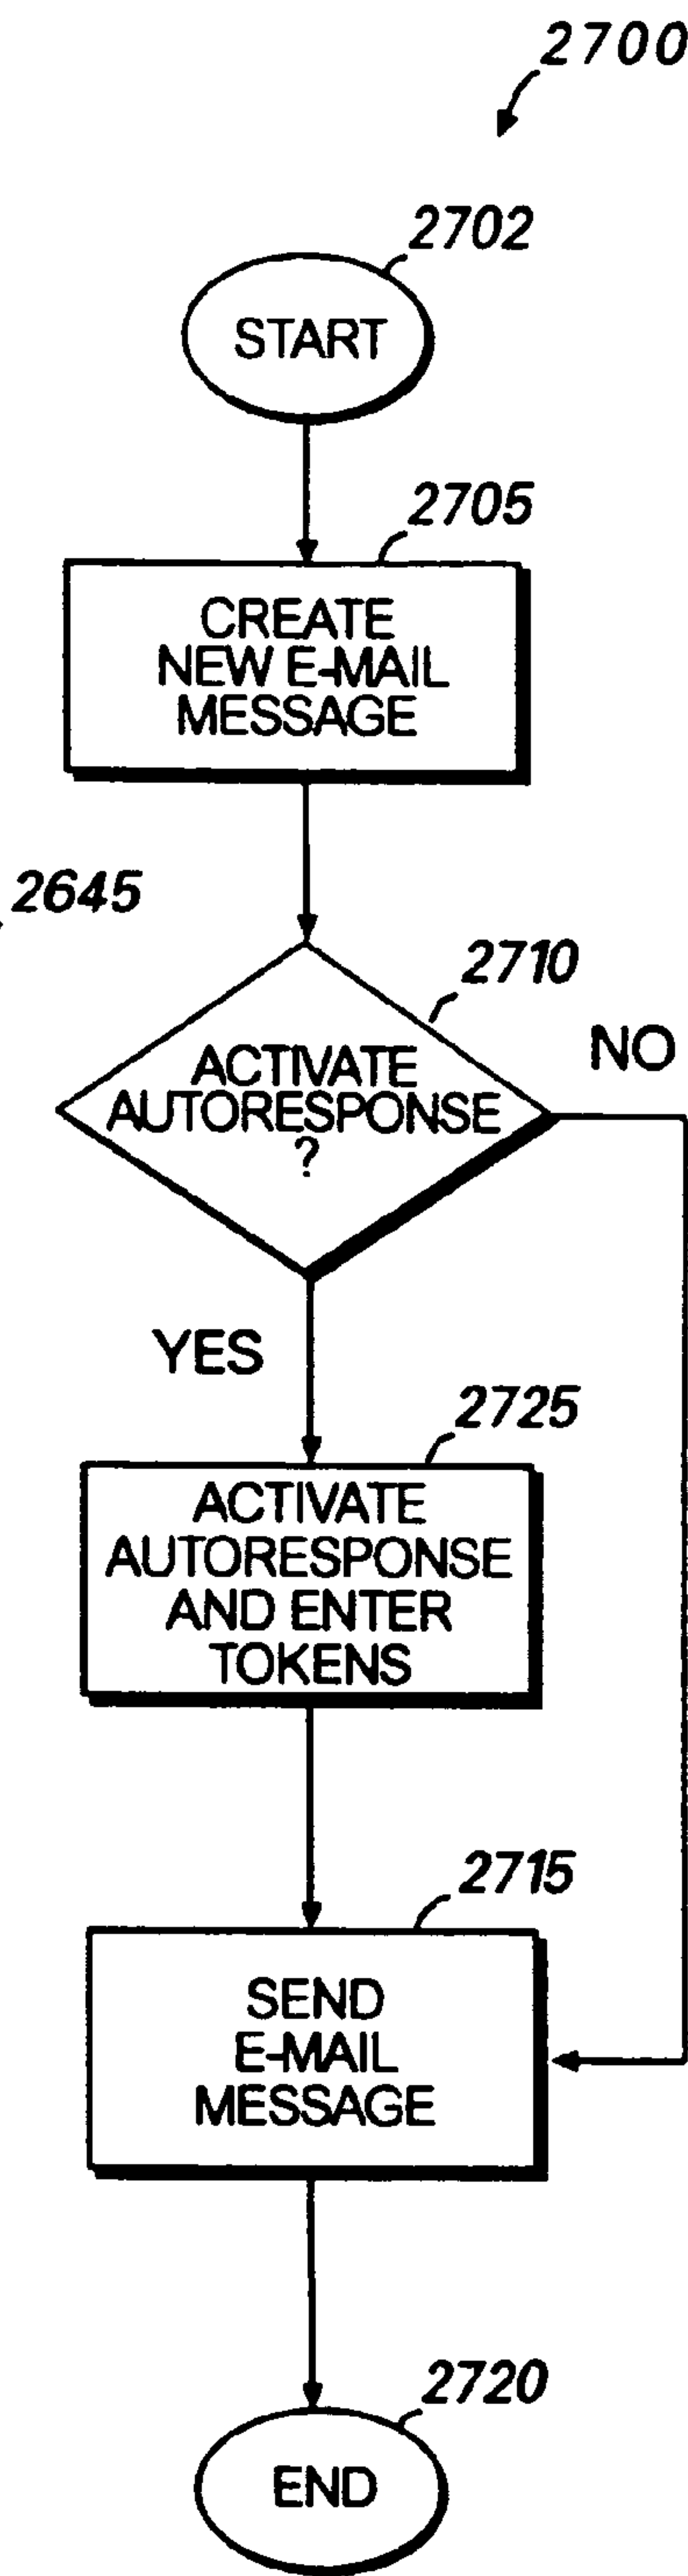 2700
2702
START
2705
CREATE
NEW E-MAIL
MESSAGE
2645
2710
ACTIVATE
AUTORESPONSE
?
NO
YES
2725
ACTIVATE
AUTORESPONSE
AND ENTER
TOKENS
2715
SEND
E-MAIL
MESSAGE
2720
END